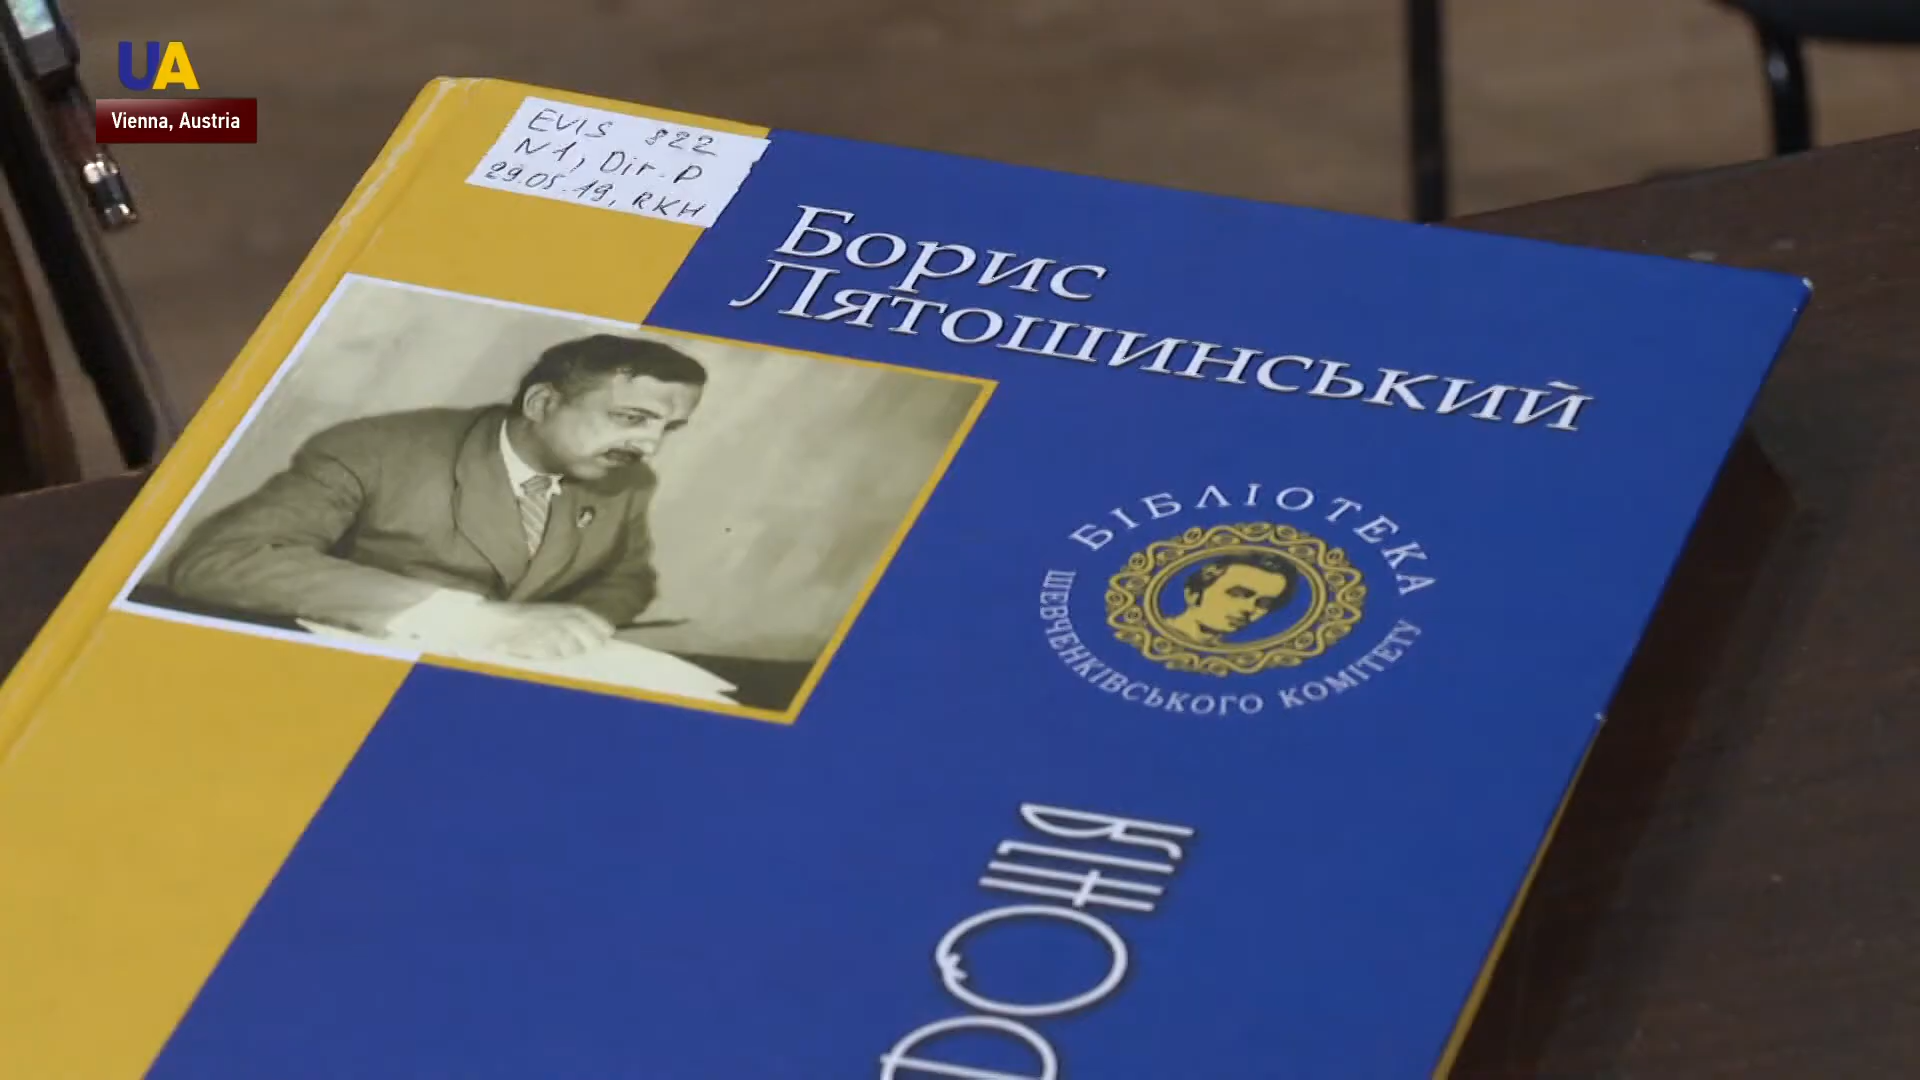 UA
Vienna, Austria
EVIS 822
N1, Dir. P
29.05.19, RKH
Борис
Лятошинський
БІБЛІОТЕКА
ШЕВЧЕНКІВСЬКОГО КОМІТЕТУ